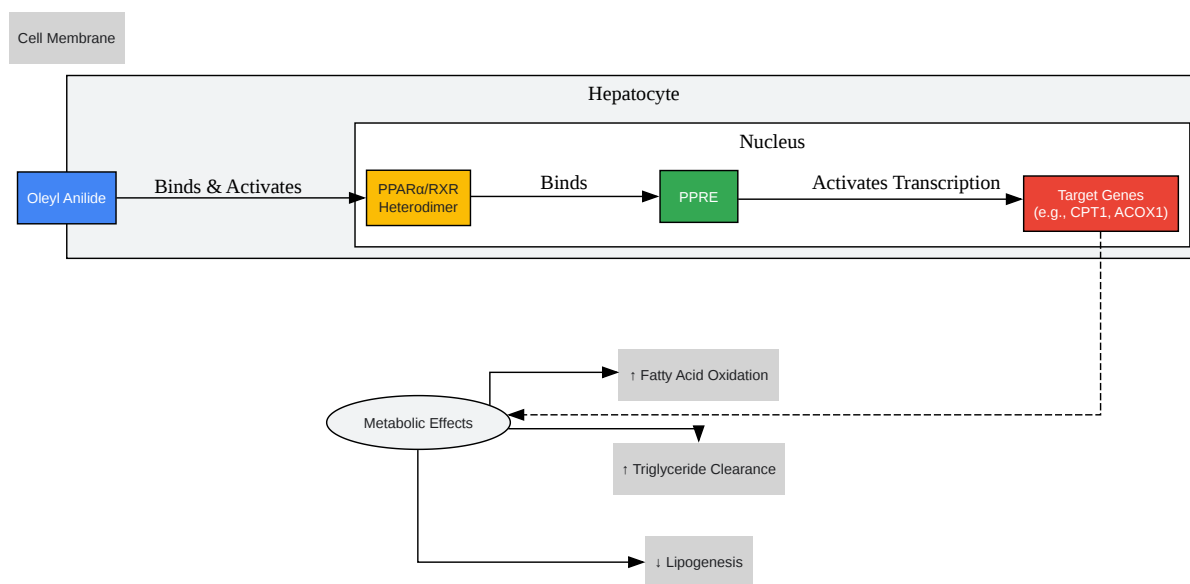 Cell Membrane
Hepatocyte
Nucleus
Oleyl Anilide
Binds & Activates
PPARα/RXR
Heterodimer
Binds
PPRE
Activates Transcription
Target Genes
(e.g., CPT1, ACOX1)
↑ Fatty Acid Oxidation
Metabolic Effects
↑ Triglyceride Clearance
↓ Lipogenesis